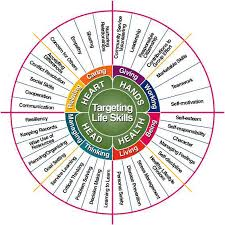 Targeting
Life Skills
HEAD
HEART
HANDS
HEALTH
Relating
Caring
Giving
Working
Being
Living
Thinking
Managing
Communication
Cooperation
Social Skills
Conflict Resolution
Concern for Others
Empathy
Sharing
Nurturing Relationships
Community Service Volunteering
Leadership
Responsible Citizenship
Contributions to Group Effort
Marketable Skills
Teamwork
Self-motivation
Self-esteem
Self-responsibility
Character
Managing Feelings
Self-discipline
Healthy Lifestyle Choices
Stress Management
Disease Prevention
Personal Safety
Learning to Learn
Decision Making
Problem Solving
Critical Thinking
Service Learning
Goal Setting
Planning/Organizing
Wise Use of Resources
Keeping Records
Resiliency